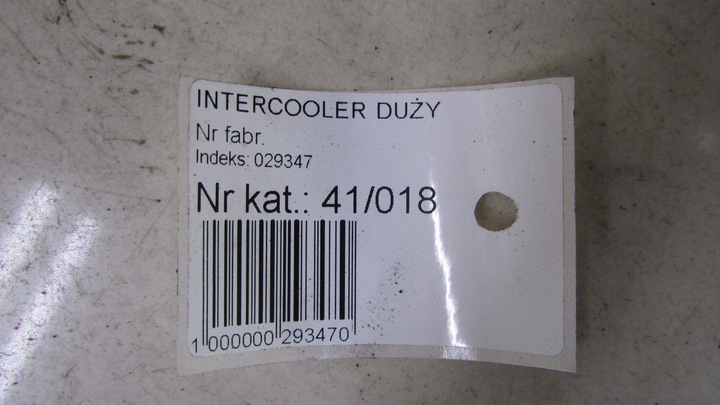 INTERCOOLER DUŻY
Nr fabr.
Indeks: 029347
Nr kat.: 41/018
1 000000 293470